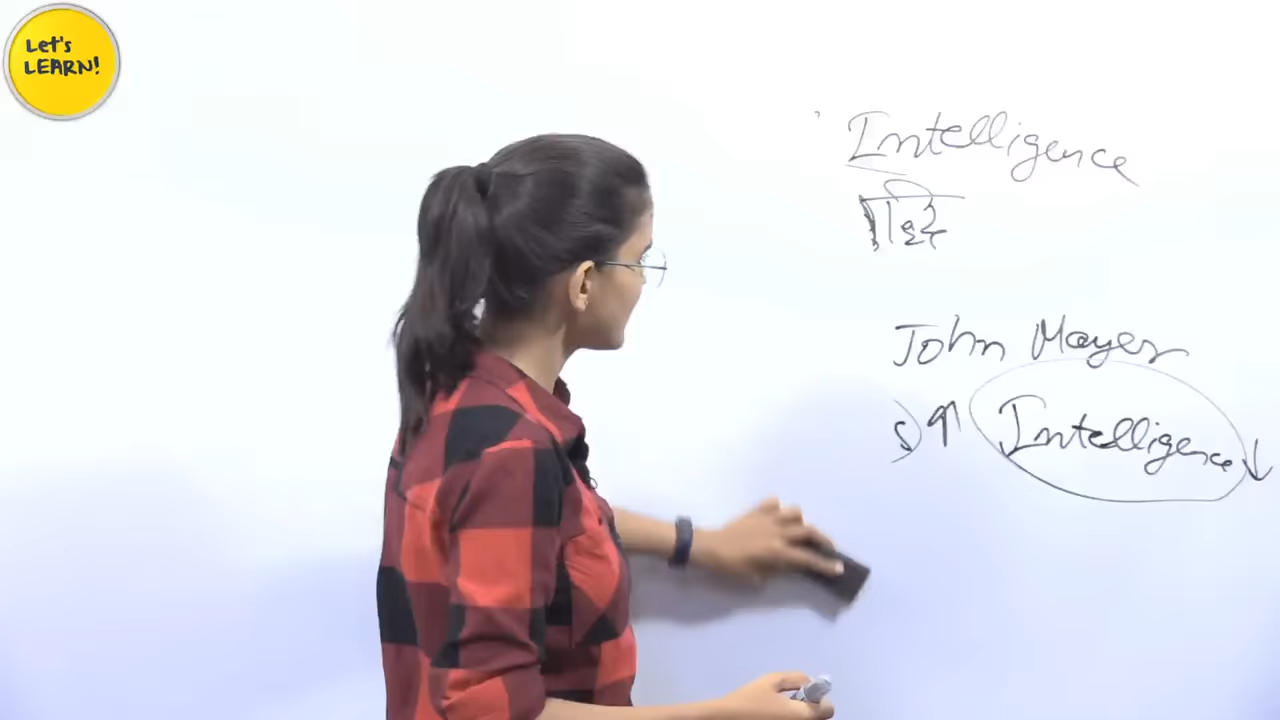 Let's
LEARN!
Intelligence
John Mayer
S ↑ Intelligence ↓